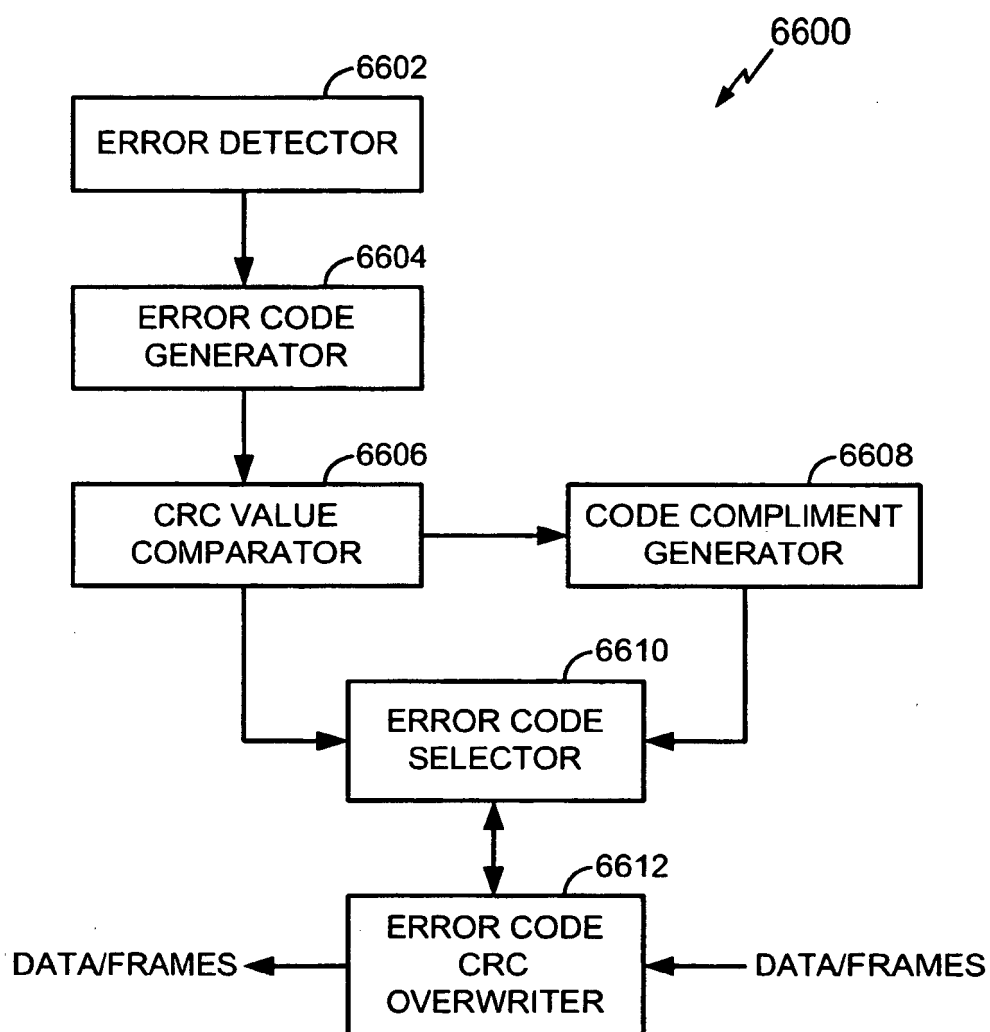 6600
6602
ERROR DETECTOR
6604
ERROR CODE
GENERATOR
6606
CRC VALUE
COMPARATOR
6608
CODE COMPLIMENT
GENERATOR
6610
ERROR CODE
SELECTOR
6612
ERROR CODE
CRC
OVERWRITER
DATA/FRAMES
DATA/FRAMES